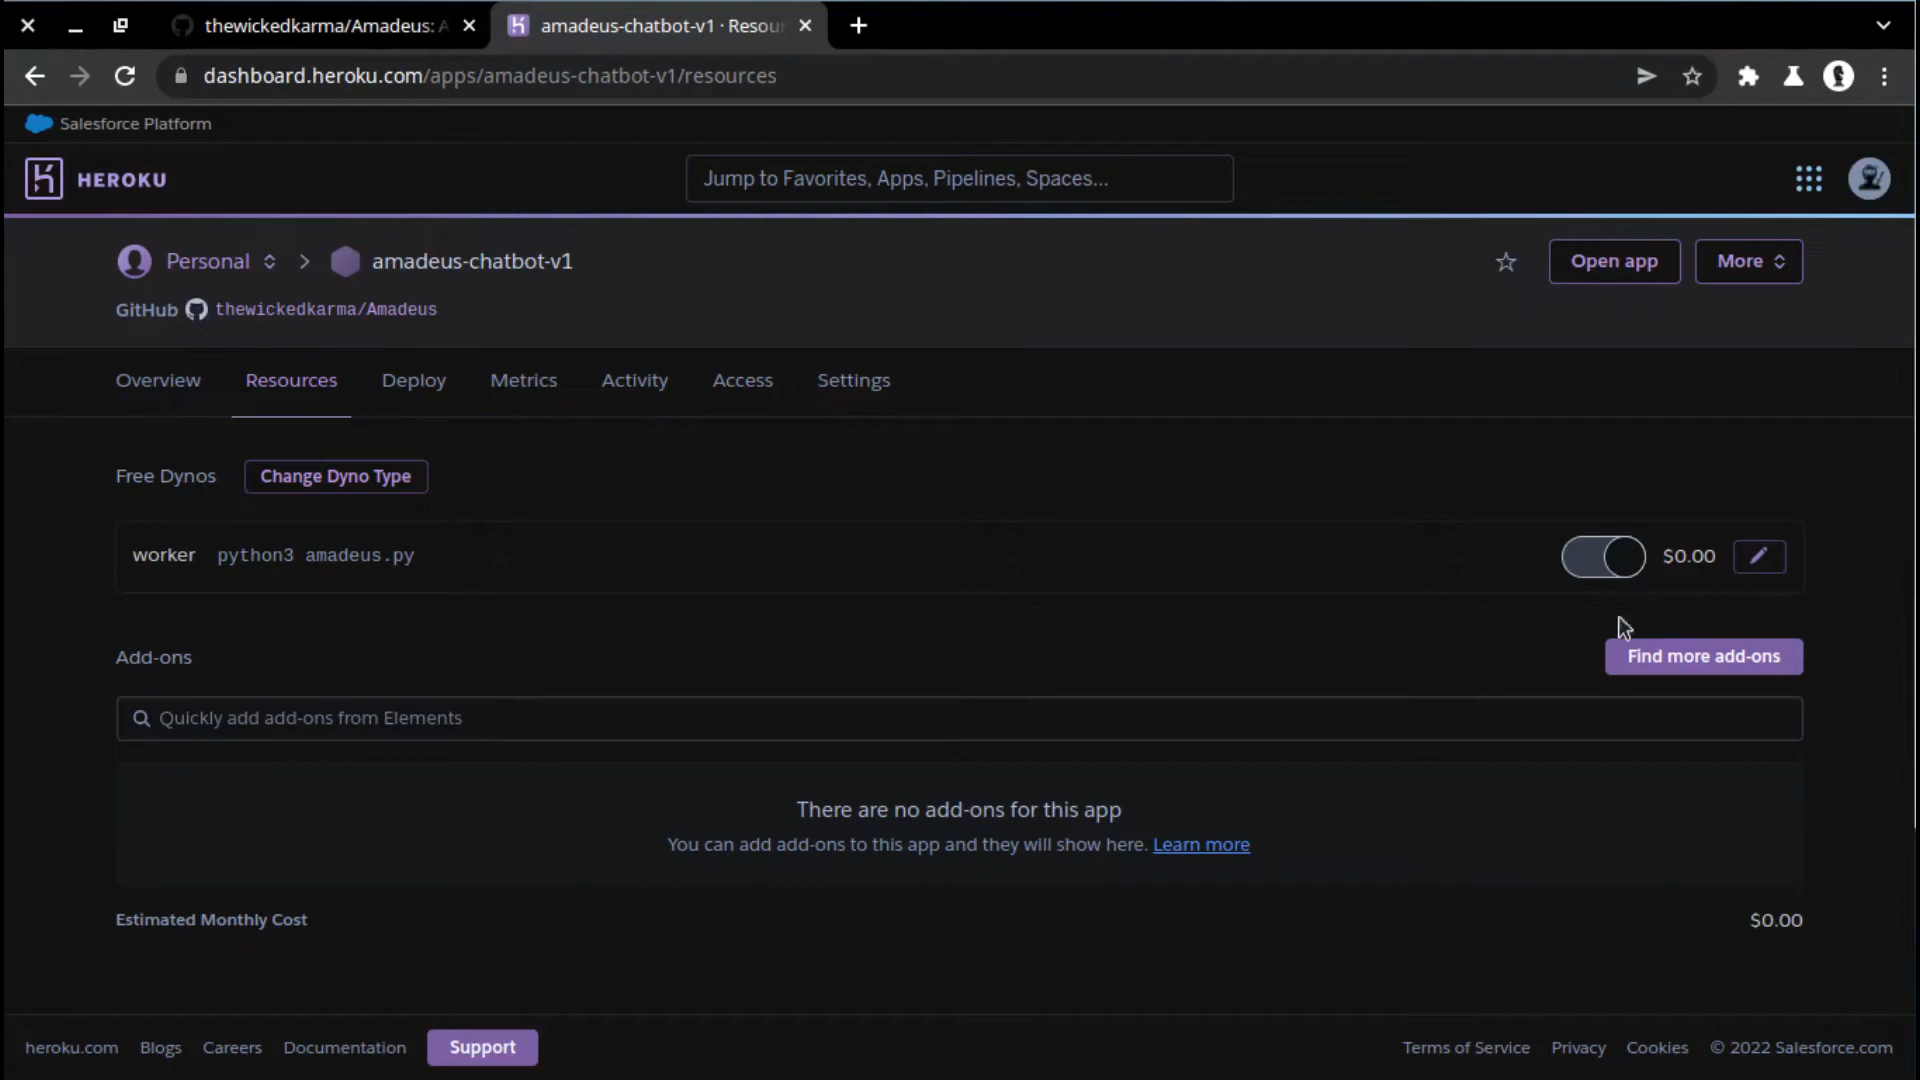 thewickedkarma/Amadeus: A
amadeus-chatbot-v1 · Resou
dashboard.heroku.com/apps/amadeus-chatbot-v1/resources
Salesforce Platform
HEROKU
Jump to Favorites, Apps, Pipelines, Spaces...
Personal
amadeus-chatbot-v1
Open app
More
GitHub thewickedkarma/Amadeus
Overview
Resources
Deploy
Metrics
Activity
Access
Settings
Free Dynos
Change Dyno Type
worker python3 amadeus.py
$0.00
Add-ons
Find more add-ons
Quickly add add-ons from Elements
There are no add-ons for this app
You can add add-ons to this app and they will show here. Learn more
Estimated Monthly Cost
$0.00
heroku.com
Blogs
Careers
Documentation
Support
Terms of Service
Privacy
Cookies
© 2022 Salesforce.com